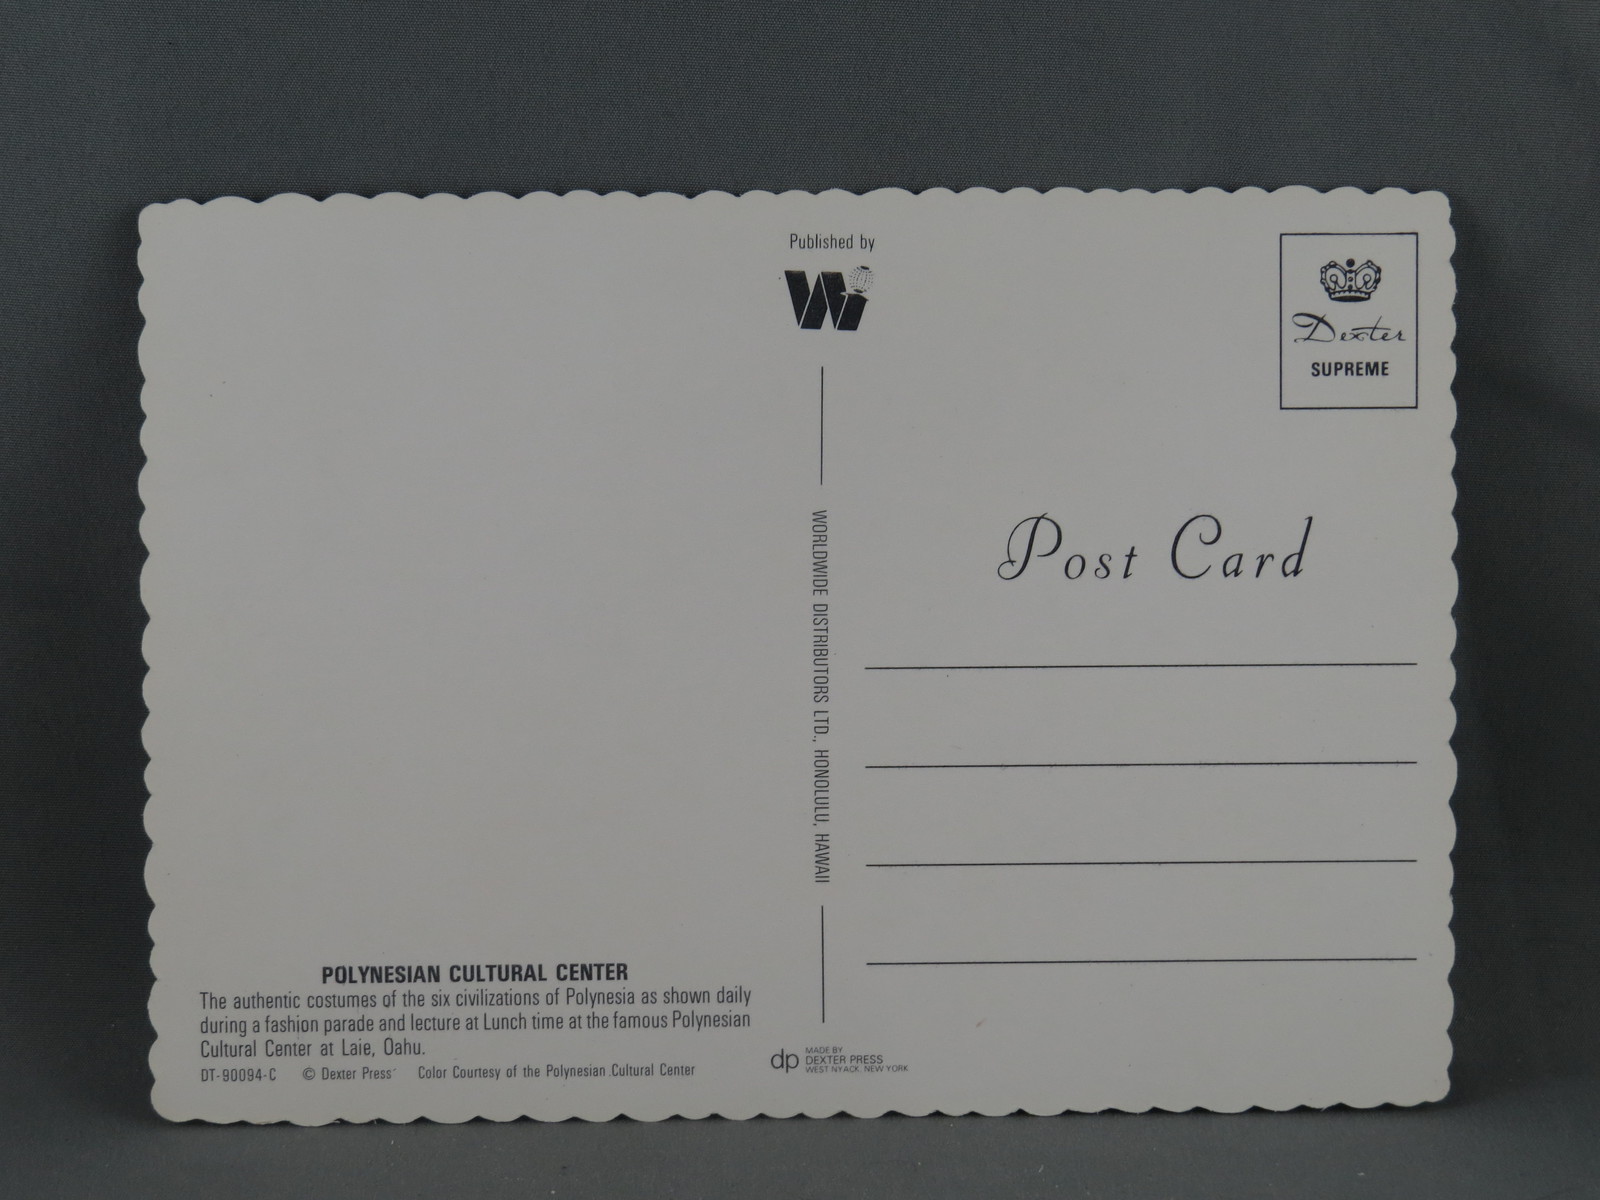 Published by
Wi
Dexter
SUPREME
WORLDWIDE DISTRIBUTORS LTD., HONOLULU, HAWAII
Post Card
POLYNESIAN CULTURAL CENTER
The authentic costumes of the six civilizations of Polynesia as shown daily
during a fashion parade and lecture at Lunch time at the famous Polynesian
Cultural Center at Laie, Oahu.
DT-90094-C © Dexter Press Color Courtesy of the Polynesian Cultural Center
dp
MADE BY
DEXTER PRESS
WEST NYACK, NEW YORK